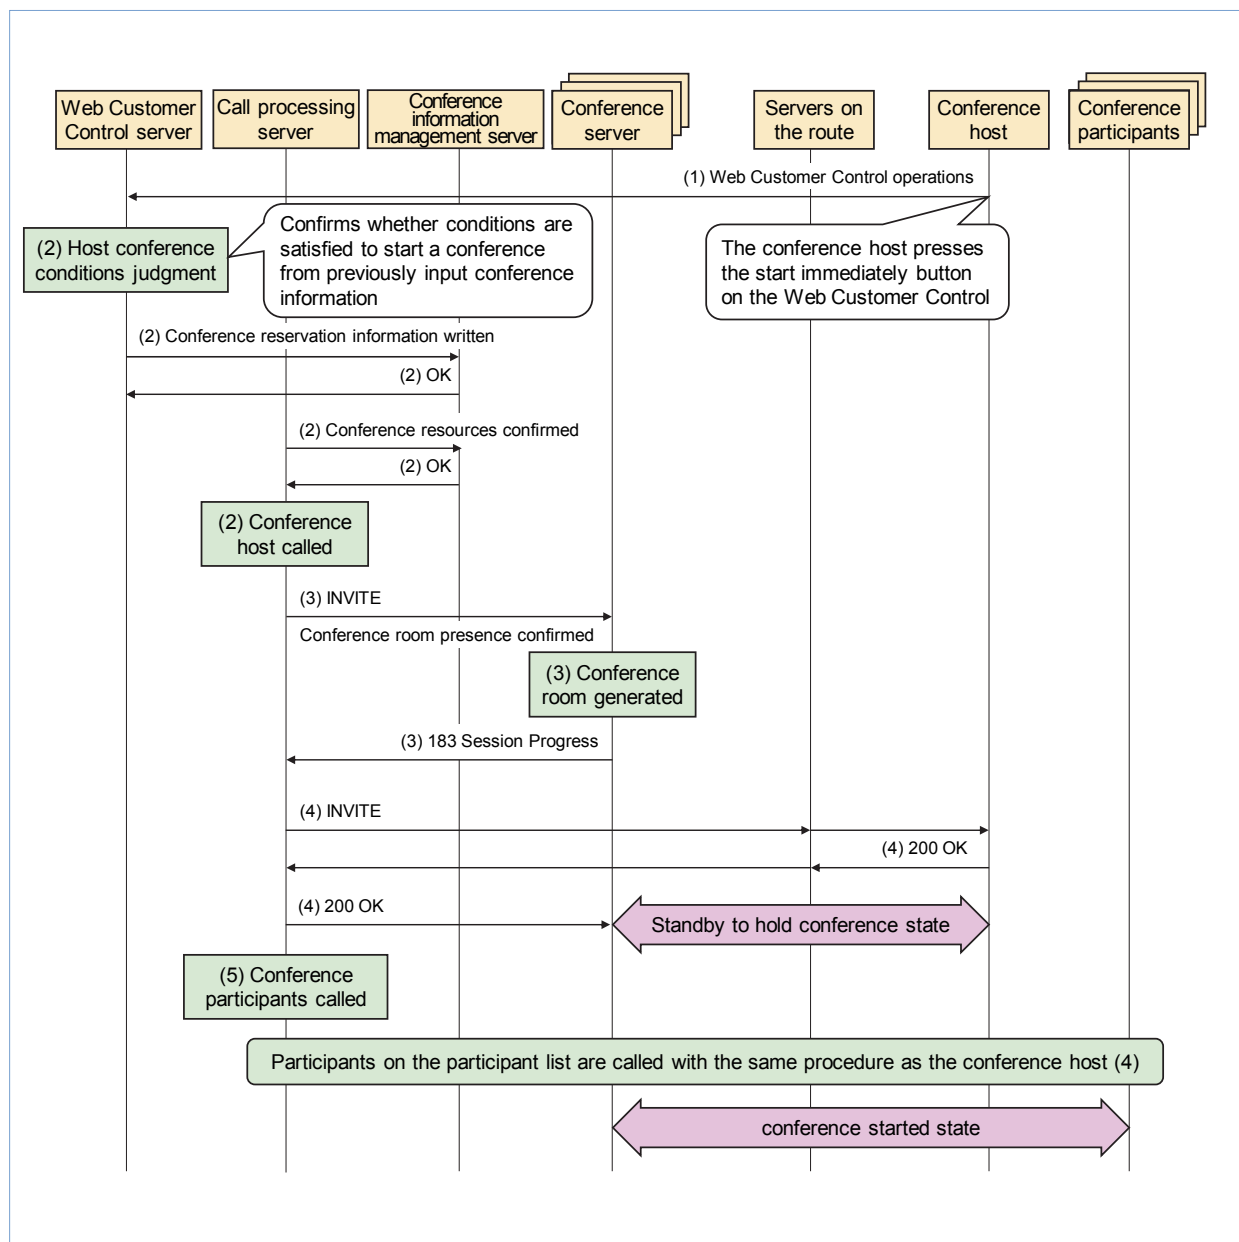 Web Customer
Control server
Call processing
server
Conference
information
management server
Conference
server
Servers on
the route
Conference
host
Conference
participants
(1) Web Customer Control operations
(2) Host conference
conditions judgment
Confirms whether conditions are
satisfied to start a conference
from previously input conference
information
The conference host presses
the start immediately button
on the Web Customer Control
(2) Conference reservation information written
(2) OK
(2) Conference resources confirmed
(2) OK
(2) Conference
host called
(3) INVITE
Conference room presence confirmed
(3) Conference
room generated
(3) 183 Session Progress
(4) INVITE
(4) 200 OK
(4) 200 OK
Standby to hold conference state
(5) Conference
participants called
Participants on the participant list are called with the same procedure as the conference host (4)
conference started state